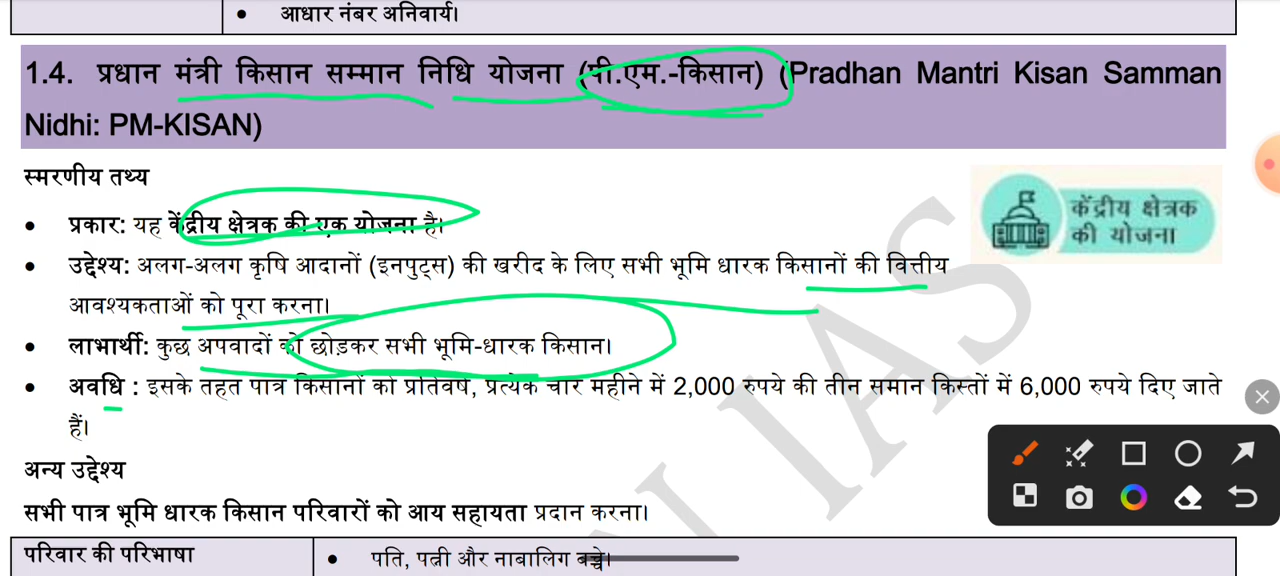 आधार नंबर अनिवार्य।
1.4. प्रधान मंत्री किसान सम्मान निधि योजना (पी.एम.-किसान) (Pradhan Mantri Kisan Samman
Nidhi: PM-KISAN)
स्मरणीय तथ्य
केंद्रीय क्षेत्रक
की योजना
प्रकार: यह केंद्रीय क्षेत्रक की एक योजना है।
उद्देश्य: अलग-अलग कृषि आदानों (इनपुट्स) की खरीद के लिए सभी भूमि धारक किसानों की वित्तीय
आवश्यकताओं को पूरा करना।
लाभार्थी: कुछ अपवादों को छोड़कर सभी भूमि-धारक किसान।
अवधि : इसके तहत पात्र किसानों को प्रतिवर्ष, प्रत्येक चार महीने में 2,000 रुपये की तीन समान किस्तों में 6,000 रुपये दिए जाते
हैं।
अन्य उद्देश्य
सभी पात्र भूमि धारक किसान परिवारों को आय सहायता प्रदान करना।
परिवार की परिभाषा
पति, पत्नी और नाबालिग बच्चे।
IAS